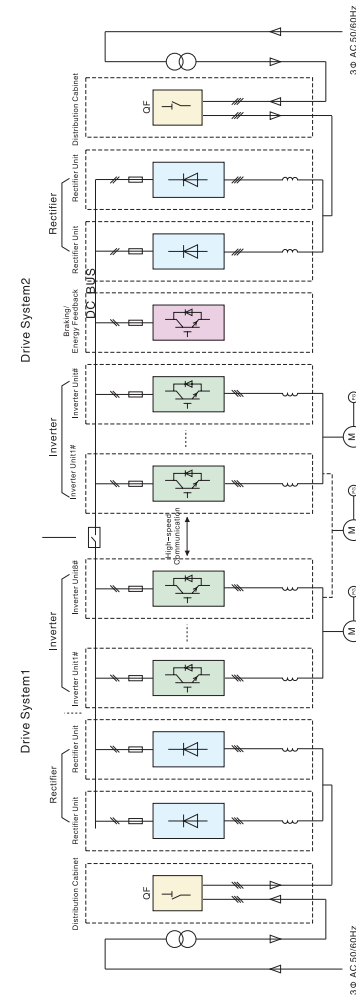 Drive System1
Drive System2
Rectifier
Inverter
Inverter
Rectifier
Distribution Cabinet
Rectifier Unit
Rectifier Unit
Inverter Unit1#
Inverter Unit8#
Inverter Unit1#
Inverter Unit#
Braking/
Energy Feedback
Rectifier Unit
Rectifier Unit
Distribution Cabinet
DC BUS
QF
QF
High-speed
Communication
M
M
M
3Φ AC 50/60Hz
3Φ AC 50/60Hz